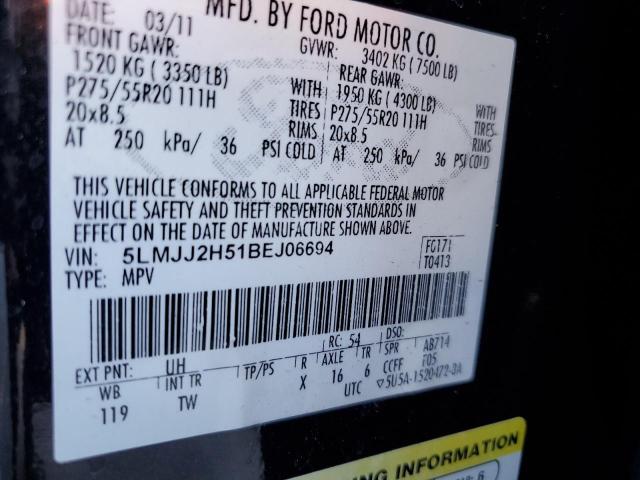 DATE: 03/11
MFD. BY FORD MOTOR CO.
FRONT GAWR: GVWR: 3402 KG ( 7500 LB)
1520 KG ( 3350 LB) WITH REAR GAWR: 1950 KG ( 4300 LB) WITH
P275/55R20 111H TIRES P275/55R20 111H TIRES
20x8.5 RIMS 20x8.5 RIMS
AT 250 kPa/ 36 PSI COLD AT 250 kPa/ 36 PSI COLD
THIS VEHICLE CONFORMS TO ALL APPLICABLE FEDERAL MOTOR
VEHICLE SAFETY AND THEFT PREVENTION STANDARDS IN
EFFECT ON THE DATE OF MANUFACTURE SHOWN ABOVE.
VIN: 5LMJJ2H51BEJ06694 FG171
TYPE: MPV T0413
RC: 54 DSO:
EXT PNT: UH R AXLE TR SPR AB714
WB INT TR TP/PS X 16 6 CCFF F05
119 TW UTC ▽5U5A-1520472-BA
ING INFORMATION
6